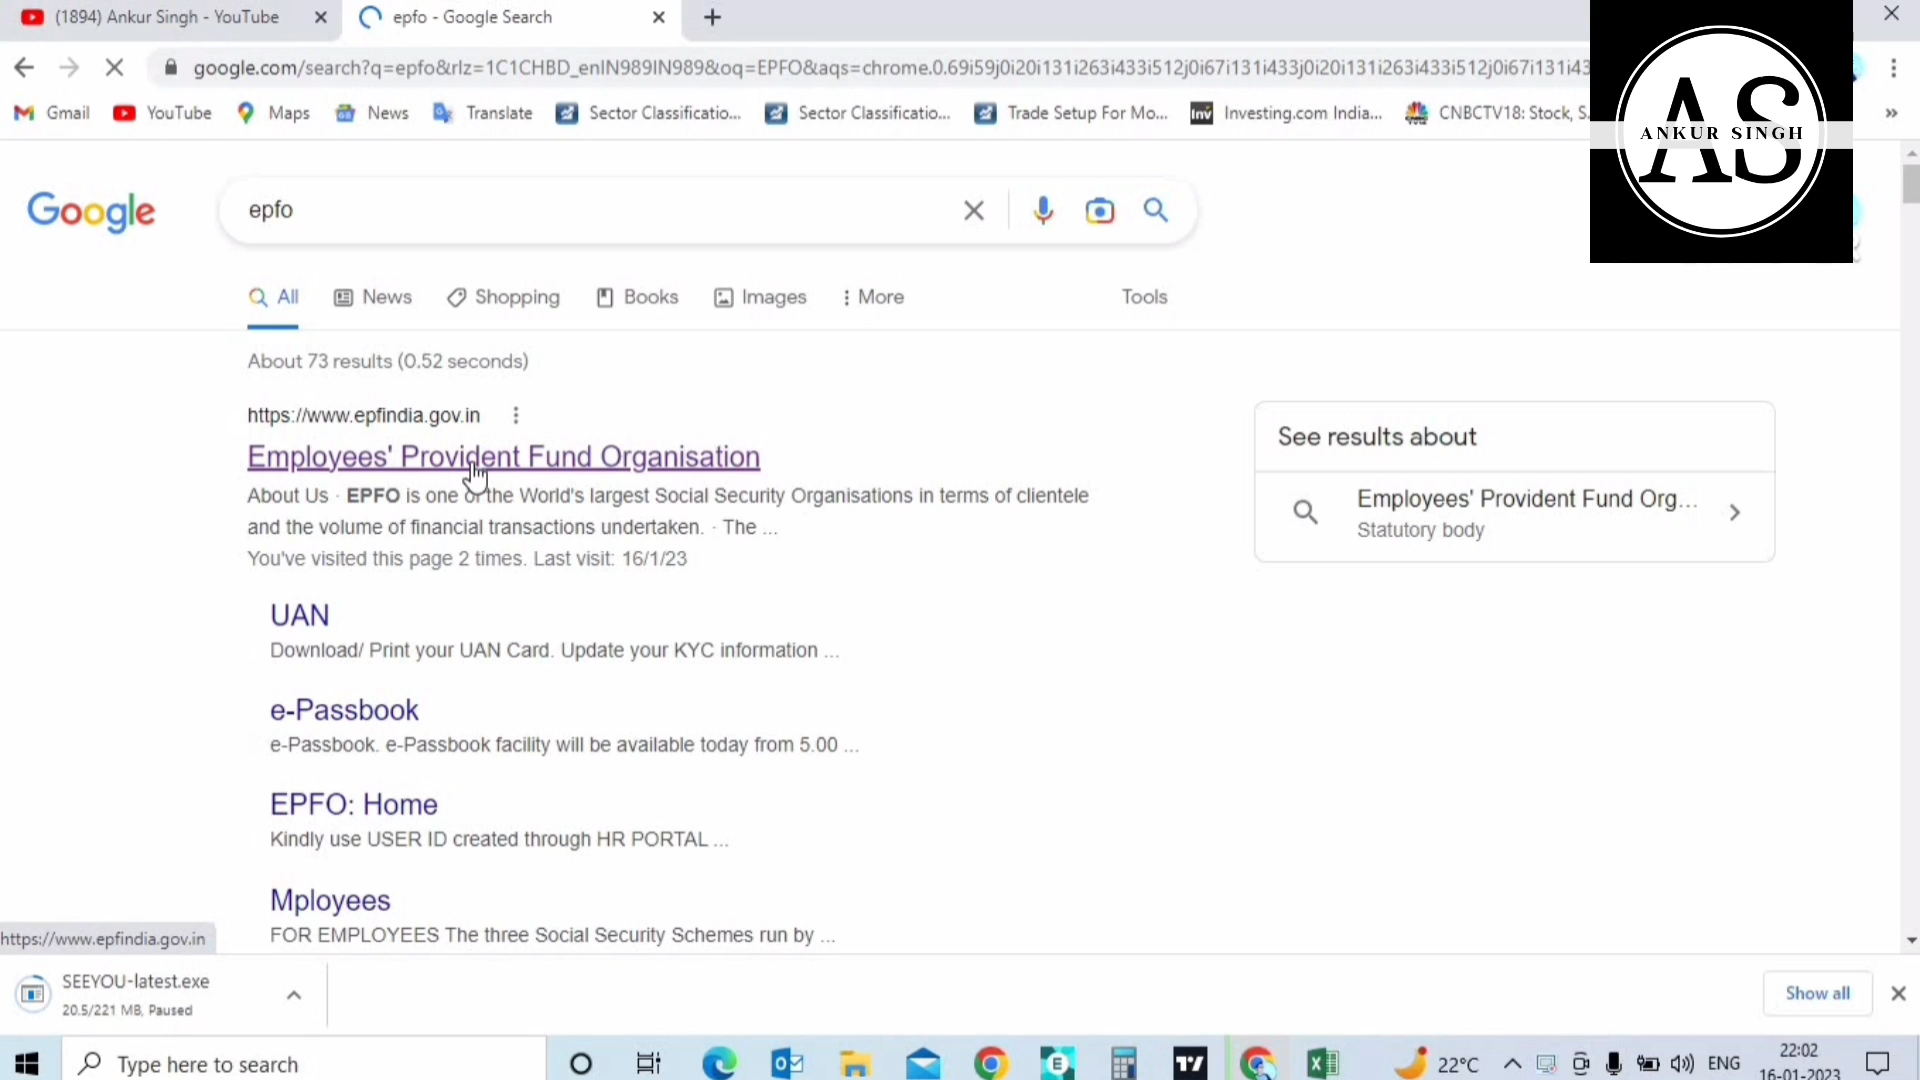 (1894) Ankur Singh - YouTube
epfo - Google Search
google.com/search?q=epfo&rlz=1C1CHBD_enIN989IN989&oq=EPFO&aqs=chrome.0.69i59j0i20i131i263i433i512j0i67i131i433j0i20i131i263i433i512j0i67i131i43
Gmail
YouTube
Maps
News
Translate
Sector Classificatio...
Sector Classificatio...
Trade Setup For Mo...
Inv
Investing.com India...
CNBCTV18: Stock, S
AS
ANKUR SINGH
Google
epfo
All
News
Shopping
Books
Images
More
Tools
About 73 results (0.52 seconds)
https://www.epfindia.gov.in
Employees' Provident Fund Organisation
About Us · EPFO is one of the World's largest Social Security Organisations in terms of clientele
and the volume of financial transactions undertaken. · The ...
You've visited this page 2 times. Last visit: 16/1/23
See results about
Employees' Provident Fund Org...
Statutory body
UAN
Download/ Print your UAN Card. Update your KYC information ...
e-Passbook
e-Passbook. e-Passbook facility will be available today from 5.00 ...
EPFO: Home
Kindly use USER ID created through HR PORTAL ...
Mployees
FOR EMPLOYEES The three Social Security Schemes run by ...
https://www.epfindia.gov.in
SEEYOU-latest.exe
20.5/221 MB, Paused
Show all
Type here to search
22°C
ENG
22:02
16-01-2023